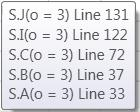 S.J(o = 3) Line 131
S.I(o = 3) Line 122
S.C(o = 3) Line 72
S.B(o = 3) Line 37
S.A(o = 3) Line 33